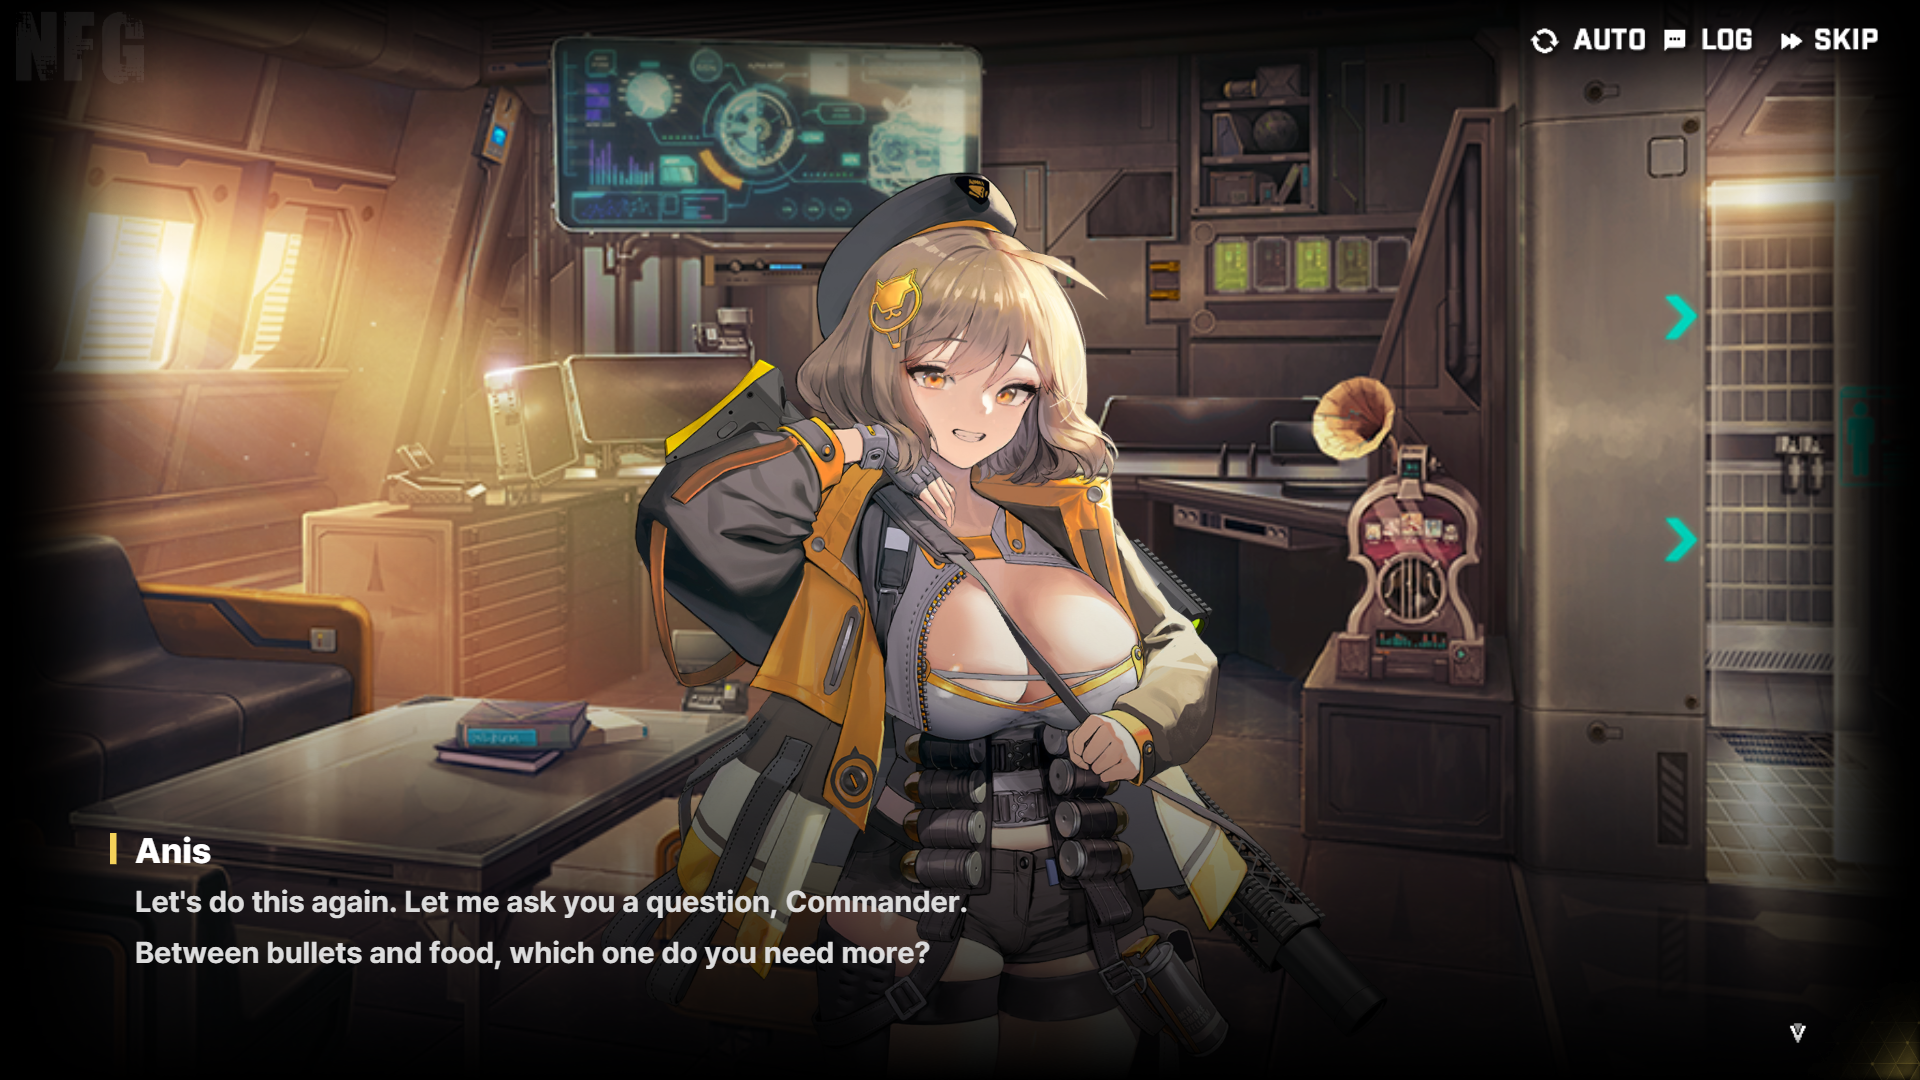 NFG
AUTO LOG SKIP
Anis
Let's do this again. Let me ask you a question, Commander.
Between bullets and food, which one do you need more?